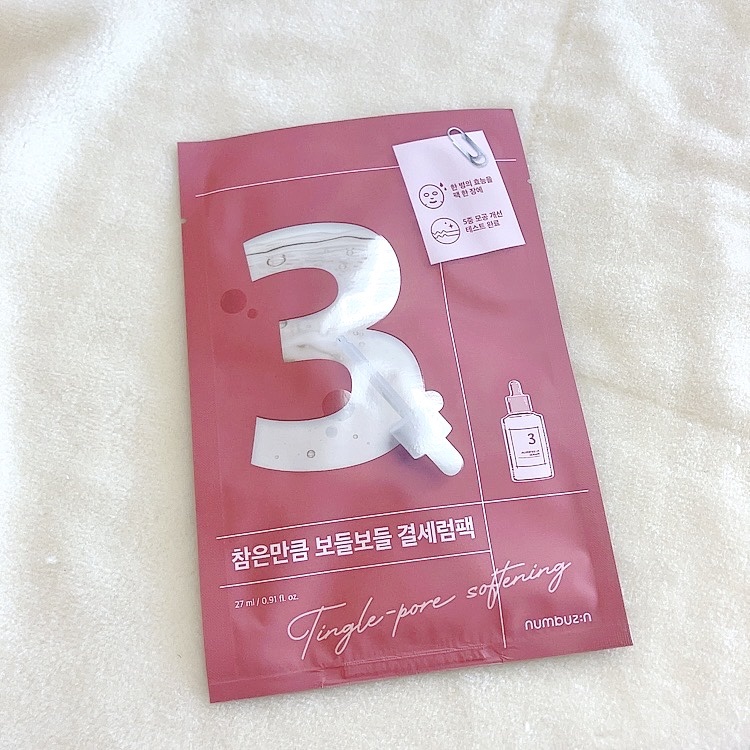 한 병의 효능을
팩 한 장에
5중 모공 개선
테스트 완료
3
3
참은만큼 보들보들 결세럼팩
27 ml / 0.91 fl. oz.
Tingle-pore softening
numbuz:n